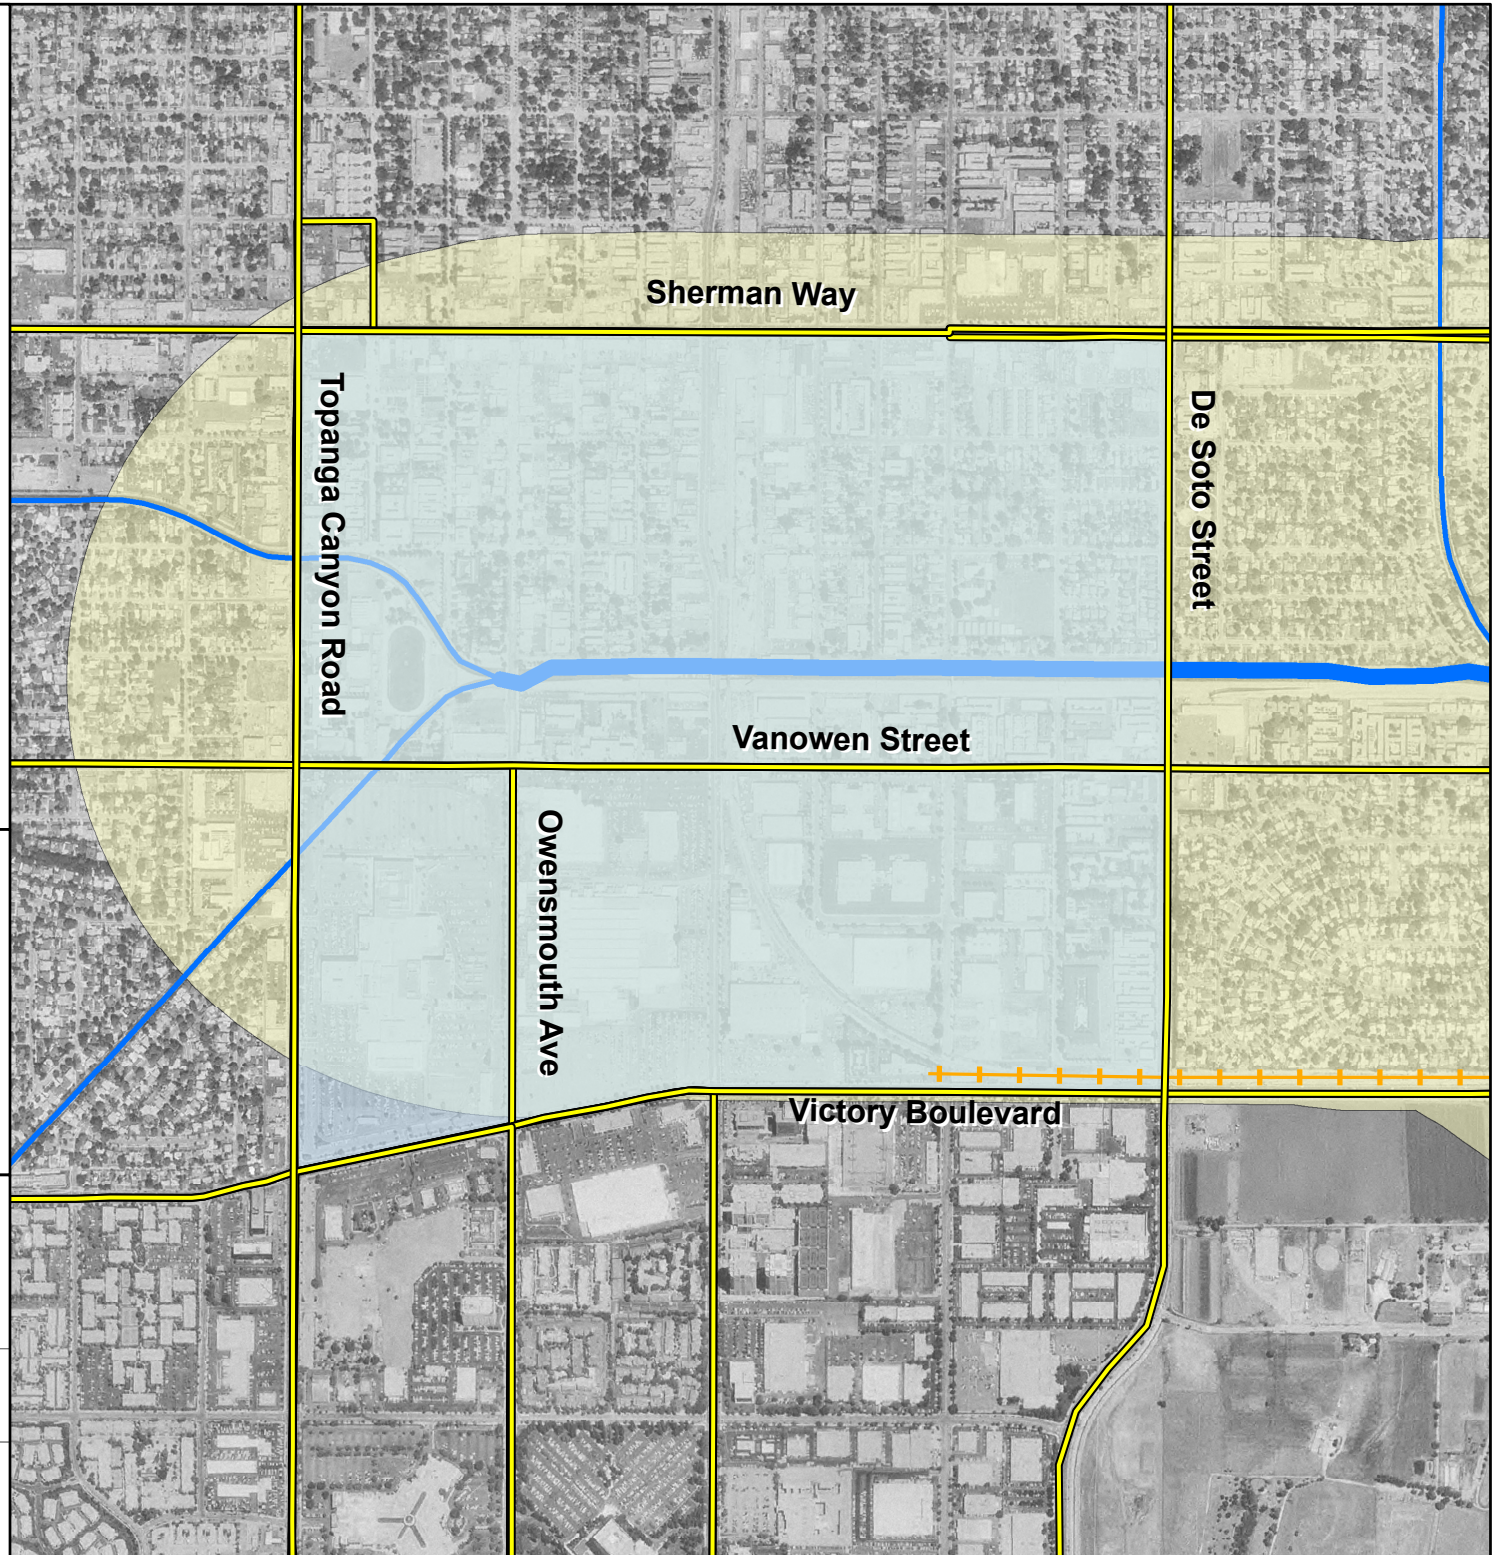 Sherman Way
Topanga Canyon Road
De Soto Street
Vanowen Street
Owensmouth Ave
Victory Boulevard